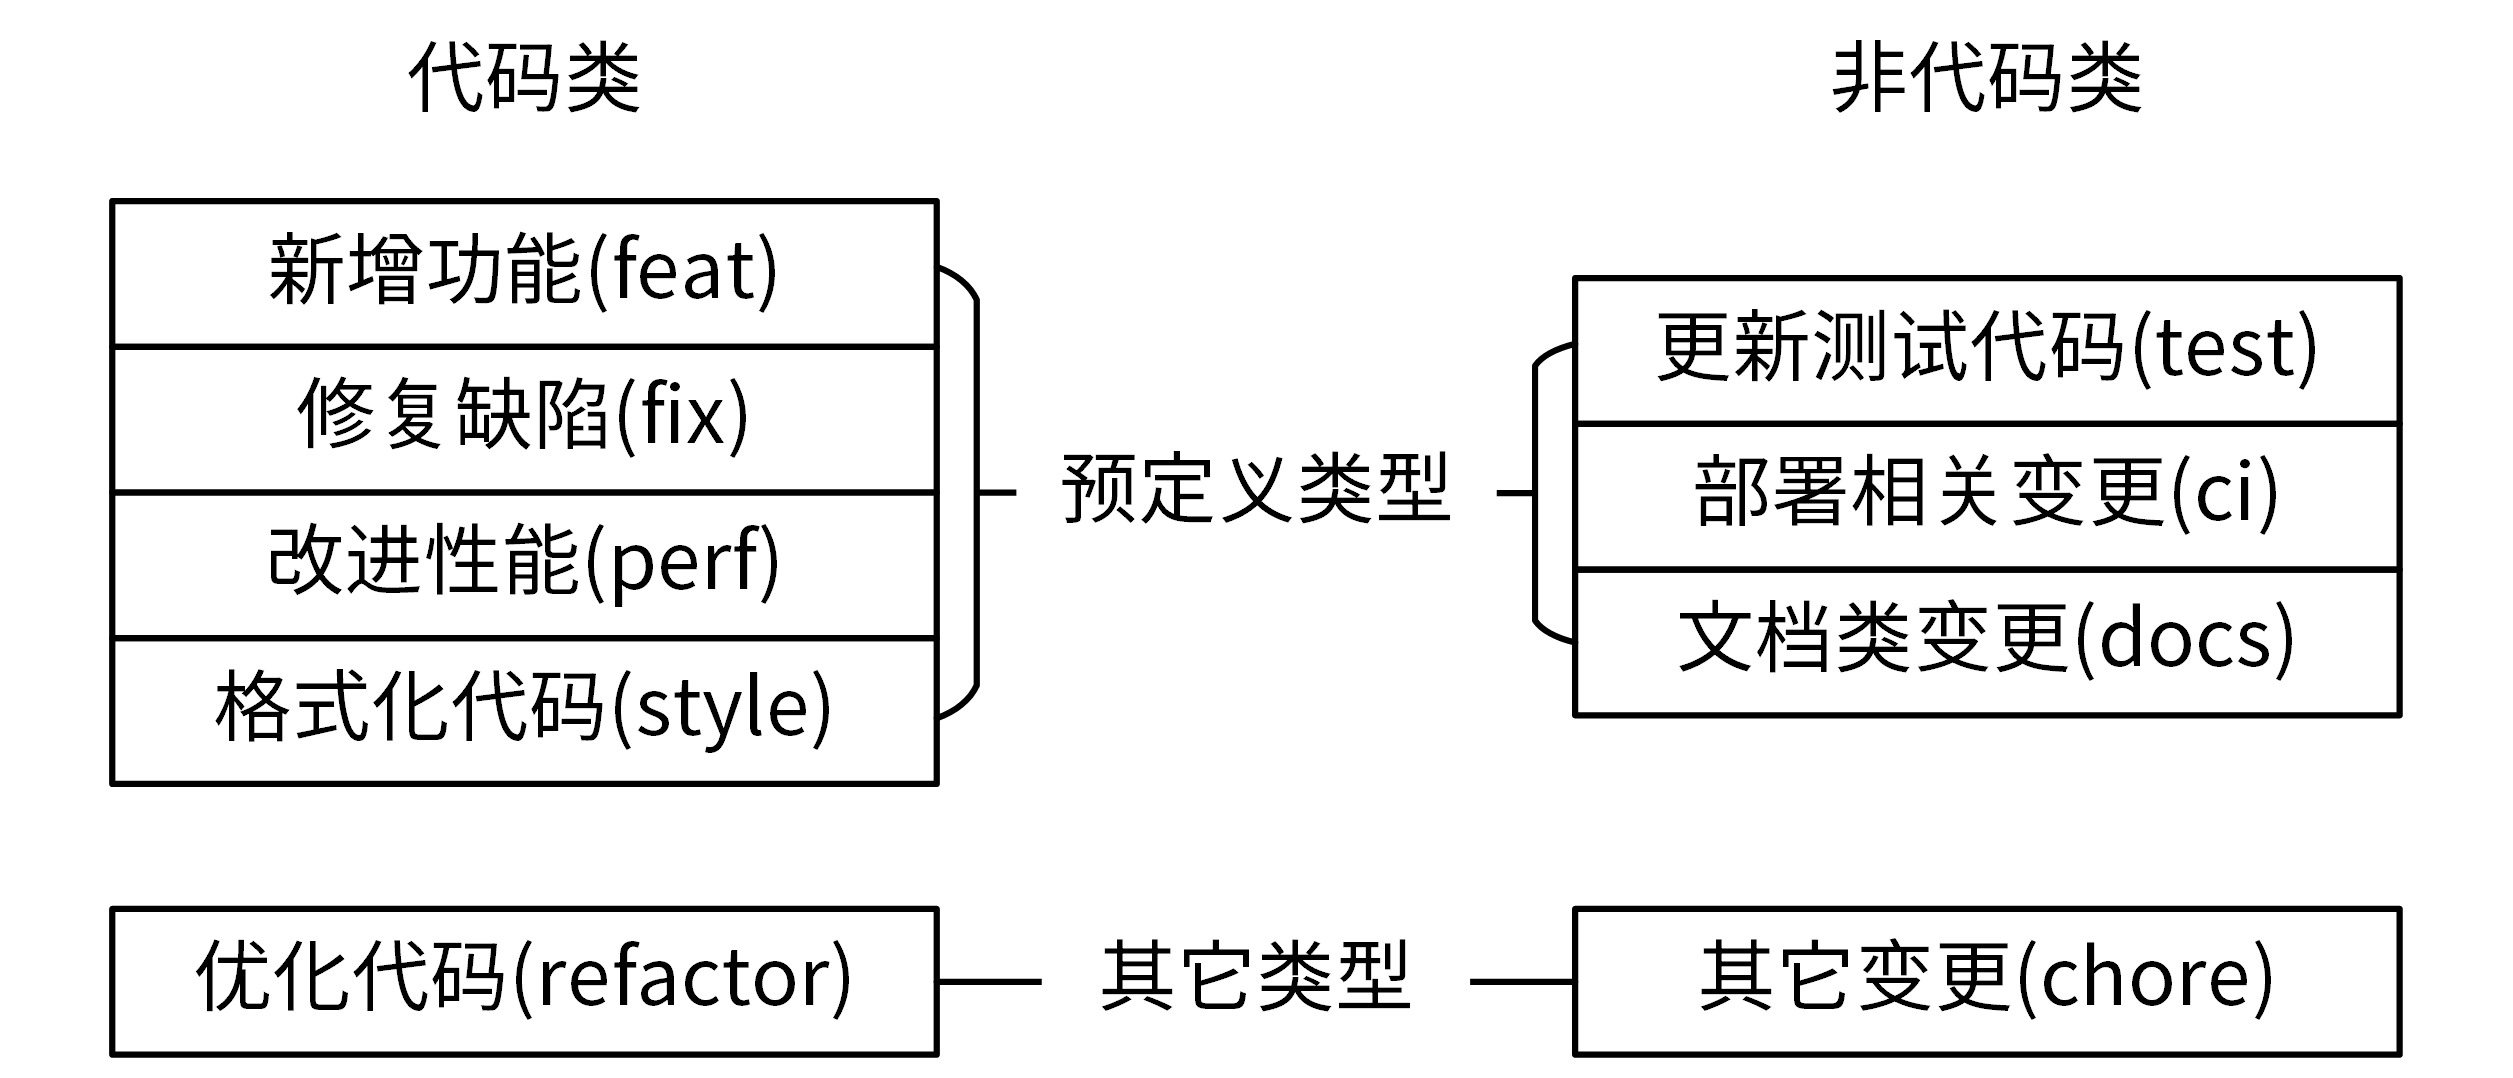 代码类
非代码类
新增功能(feat)
修复缺陷(fix)
改进性能(perf)
格式化代码(style)
预定义类型
更新测试代码(test)
部署相关变更(ci)
文档类变更(docs)
优化代码(refactor)
其它类型
其它变更(chore)